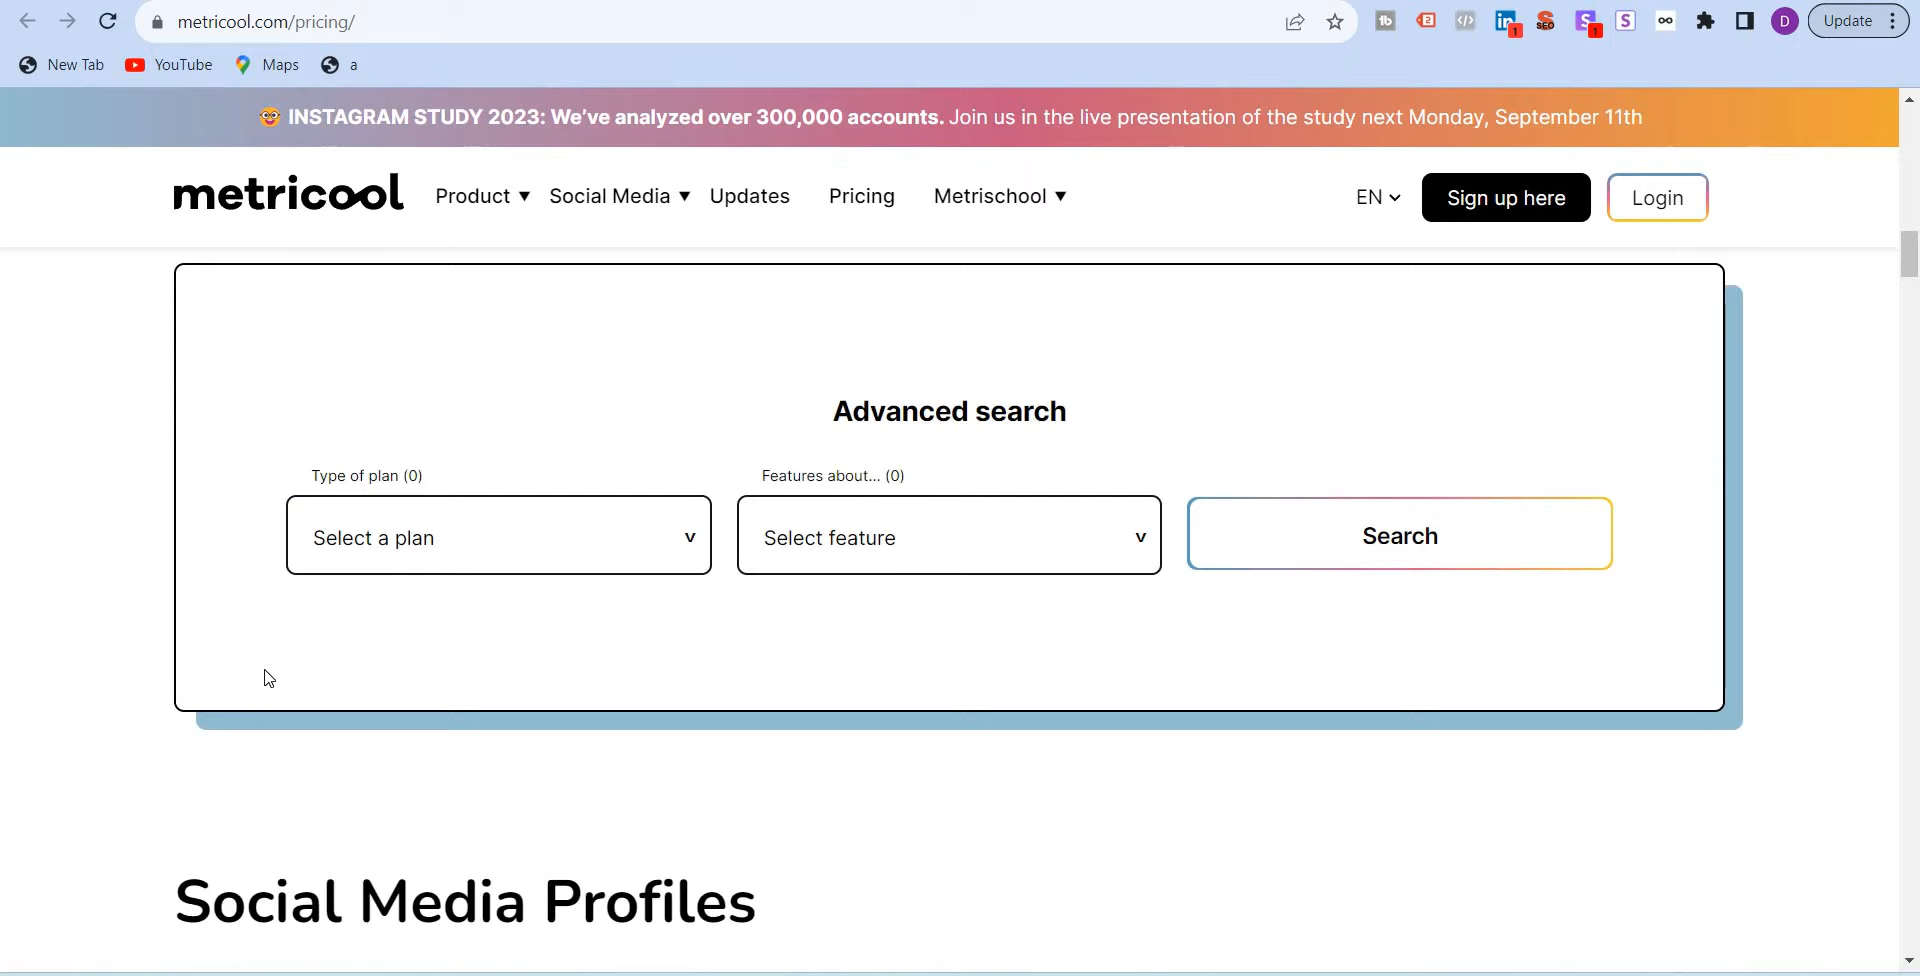 metricool.com/pricing/
Update
New Tab
YouTube
Maps
a
INSTAGRAM STUDY 2023: We’ve analyzed over 300,000 accounts. Join us in the live presentation of the study next Monday, September 11th
metricool
Product ▼
Social Media ▼
Updates
Pricing
Metrischool ▼
EN
Sign up here
Login
Advanced search
Type of plan (0)
Features about... (0)
Select a plan
Select feature
Search
Social Media Profiles